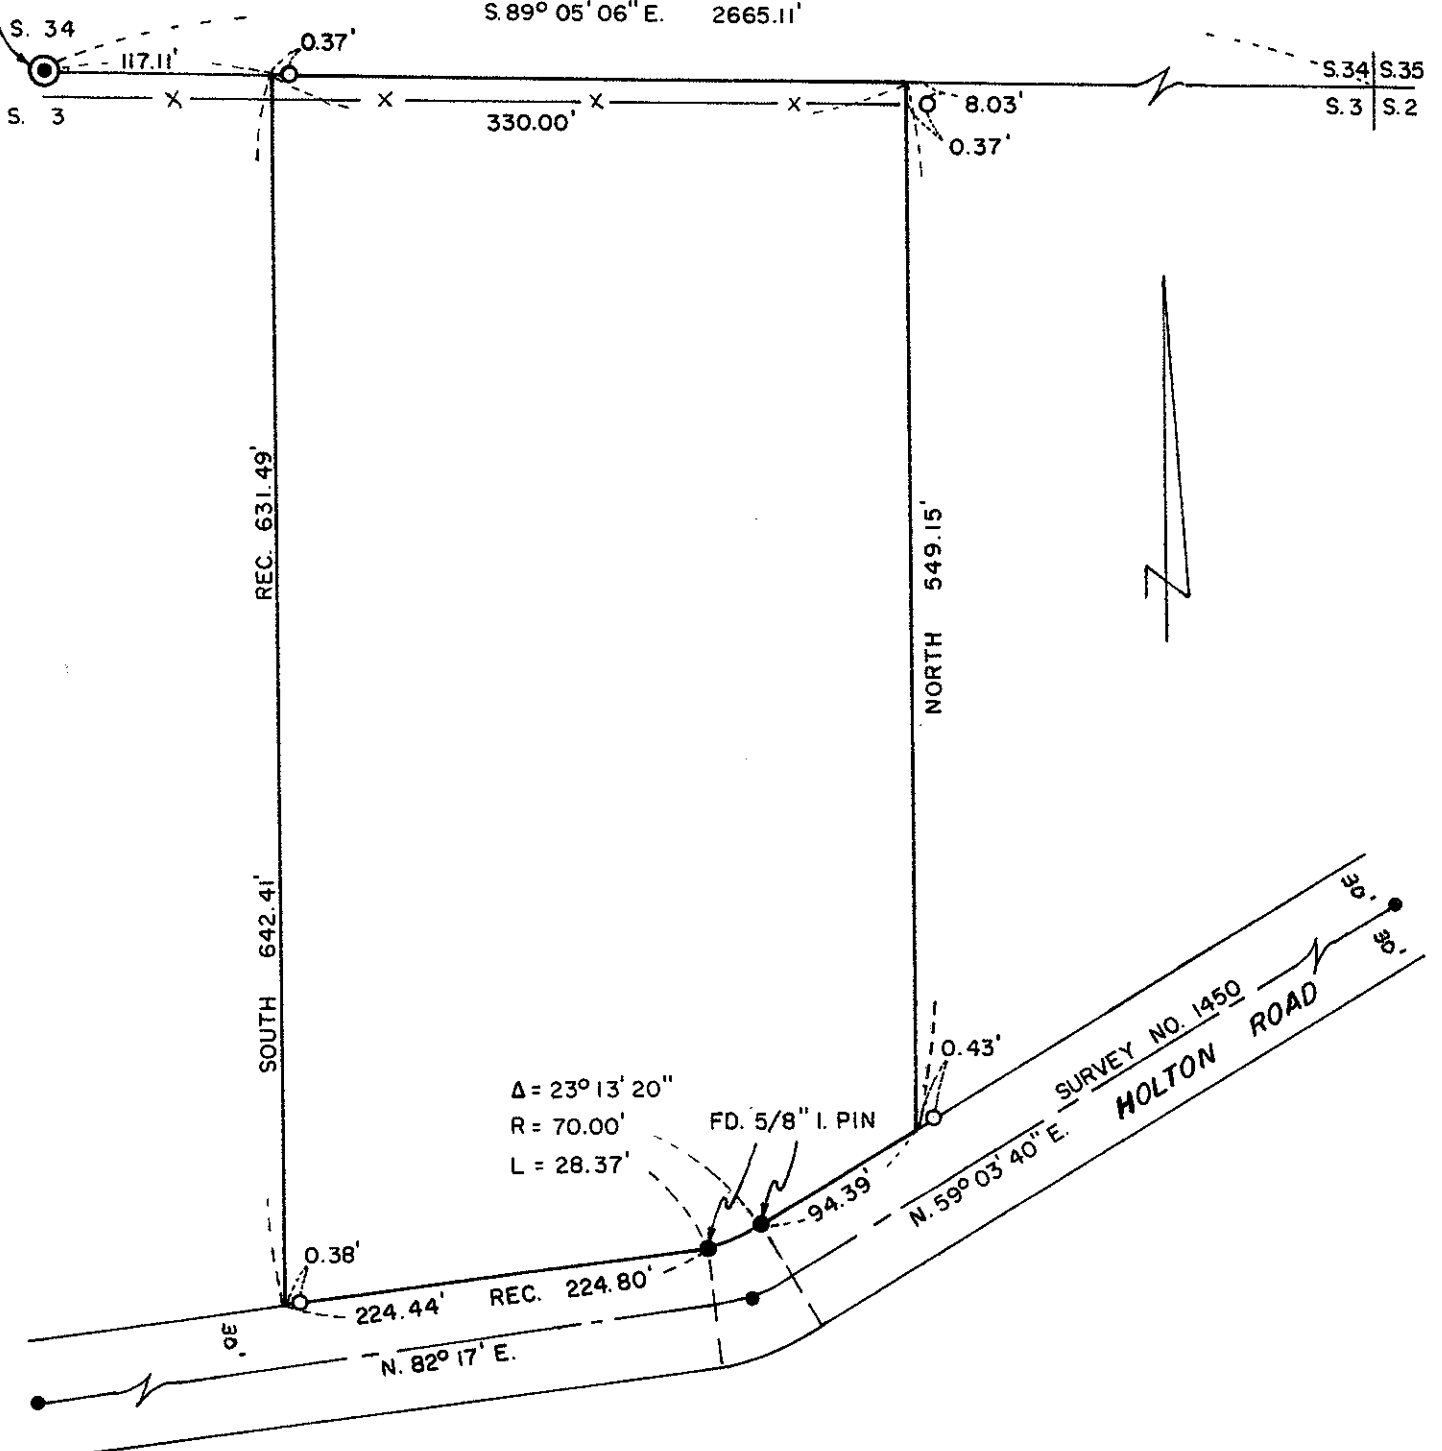 S. 89° 05' 06" E. 2665.11'
S. 34
117.11'
0.37'
S. 34 S. 35
S. 3
330.00'
8.03'
S. 3 S. 2
0.37'
REC. 631.49'
NORTH 549.15'
SOUTH 642.41'
30'
30'
SURVEY NO. 1450
HOLTON ROAD
0.43'
Δ = 23° 13' 20"
R = 70.00'
L = 28.37'
FD. 5/8" I. PIN
94.39'
N. 59° 03' 40" E.
0.38'
224.44' REC. 224.80'
30'
N. 82° 17' E.